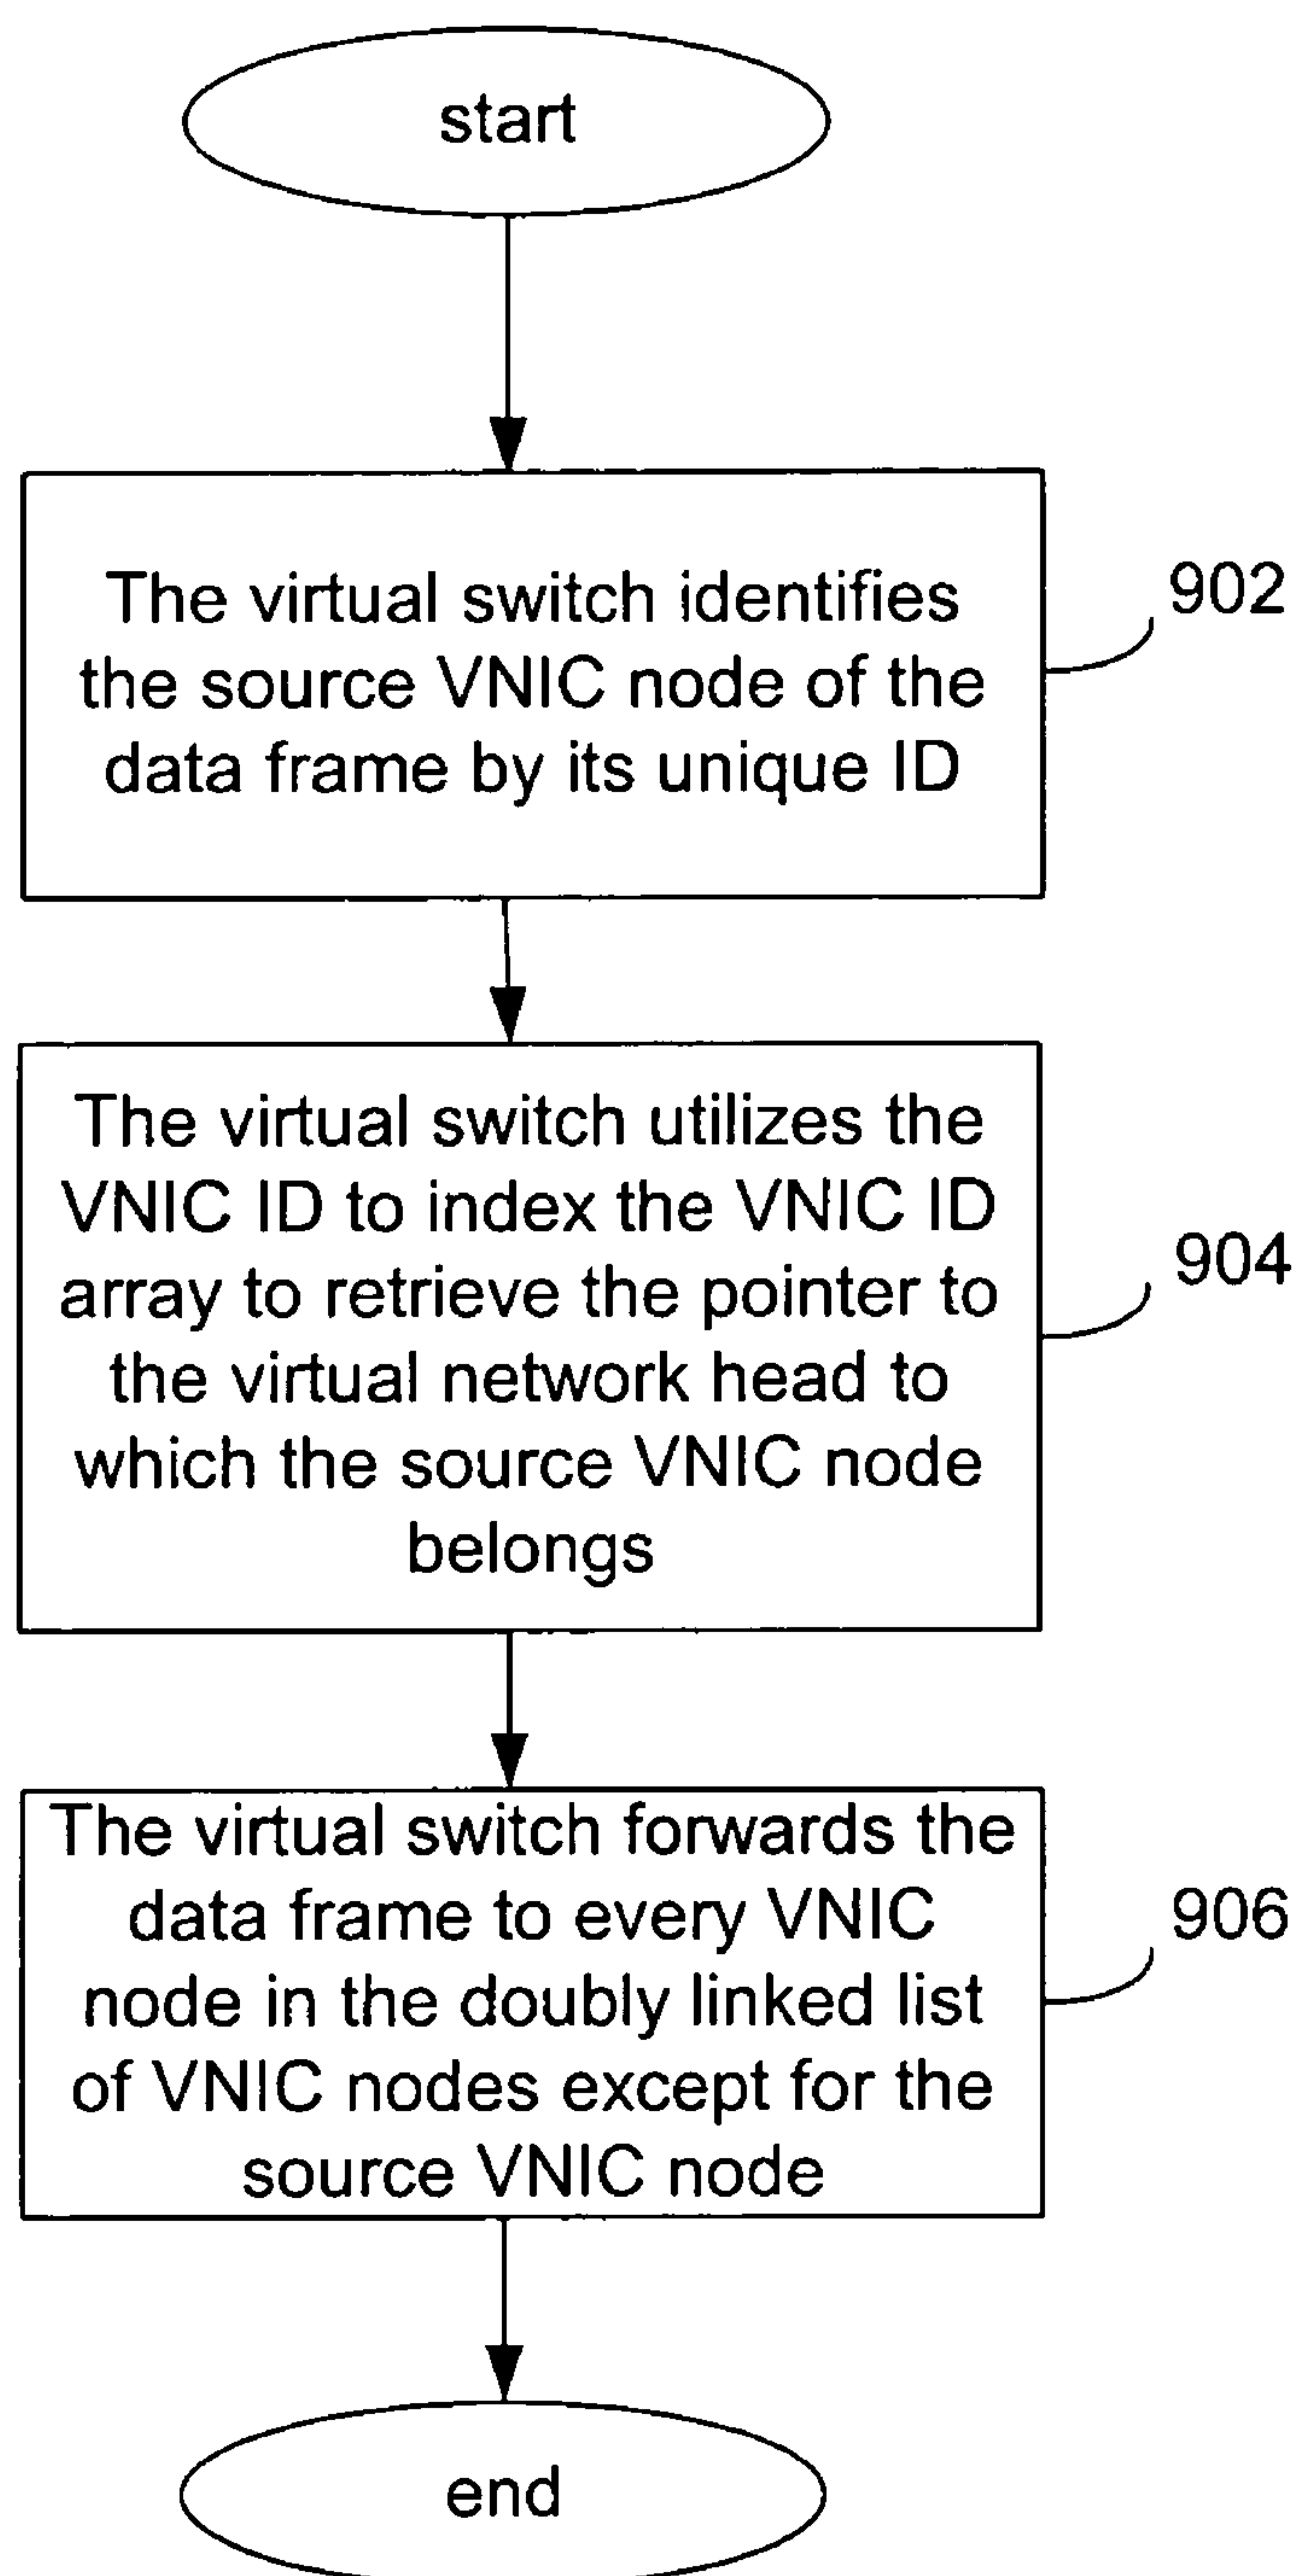 start
The virtual switch identifies
the source VNIC node of the
data frame by its unique ID
902
The virtual switch utilizes the
VNIC ID to index the VNIC ID
array to retrieve the pointer to
the virtual network head to
which the source VNIC node
belongs
904
The virtual switch forwards the
data frame to every VNIC
node in the doubly linked list
of VNIC nodes except for the
source VNIC node
906
end